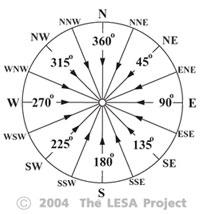 N
NNW NNE
NW 360° NE
315° 45°
WNW ENE
W 270° 90° E
WSW ESE
225° 135°
SW 180° SE
SSW SSE
S
© 2004 The LESA Project